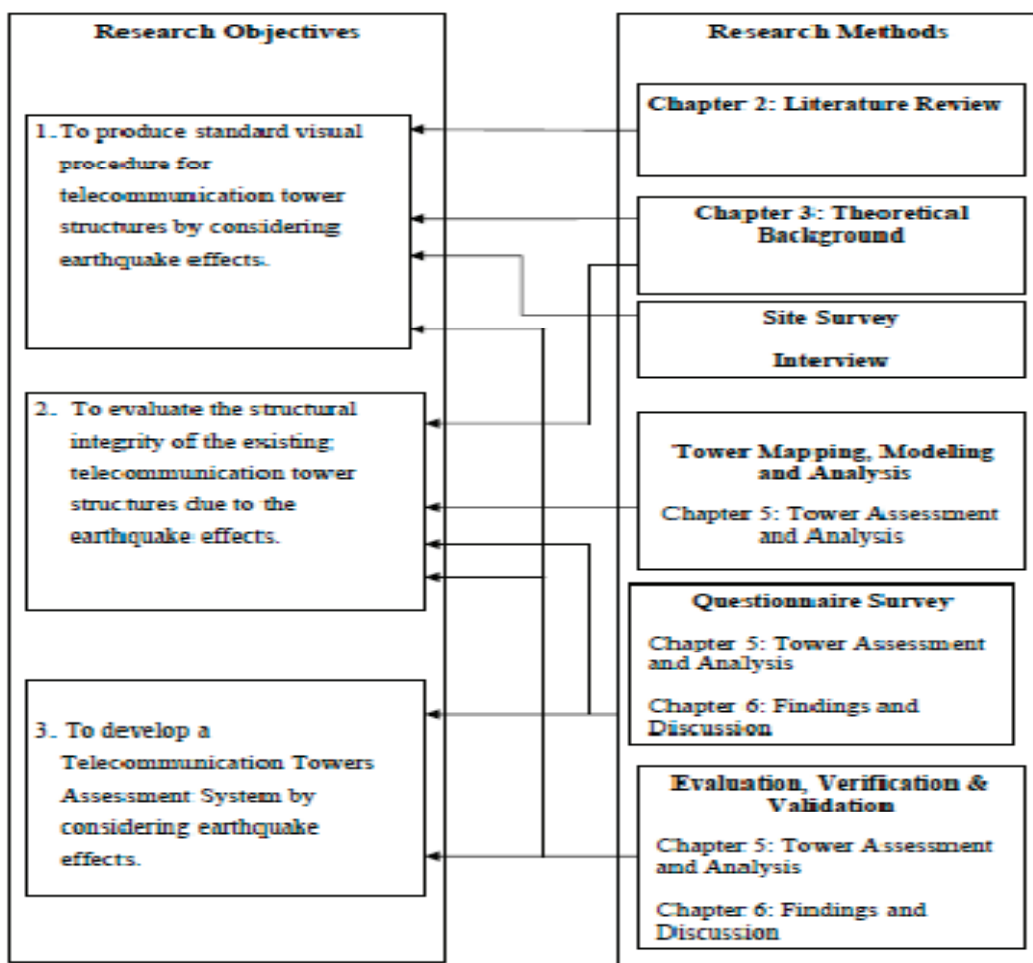 Research Objectives
1. To produce standard visual
procedure for
telecommunication tower
structures by considering
earthquake effects.
2. To evaluate the structural
integrity of the existing
telecommunication tower
structures due to the
earthquake effects.
3. To develop a
Telecommunication Towers
Assessment System by
considering earthquake
effects.
Research Methods
Chapter 2: Literature Review
Chapter 3: Theoretical
Background
Site Survey
Interview
Tower Mapping, Modeling
and Analysis
Chapter 5: Tower Assessment
and Analysis
Questionnaire Survey
Chapter 5: Tower Assessment
and Analysis
Chapter 6: Findings and
Discussion
Evaluation, Verification &
Validation
Chapter 5: Tower Assessment
and Analysis
Chapter 6: Findings and
Discussion